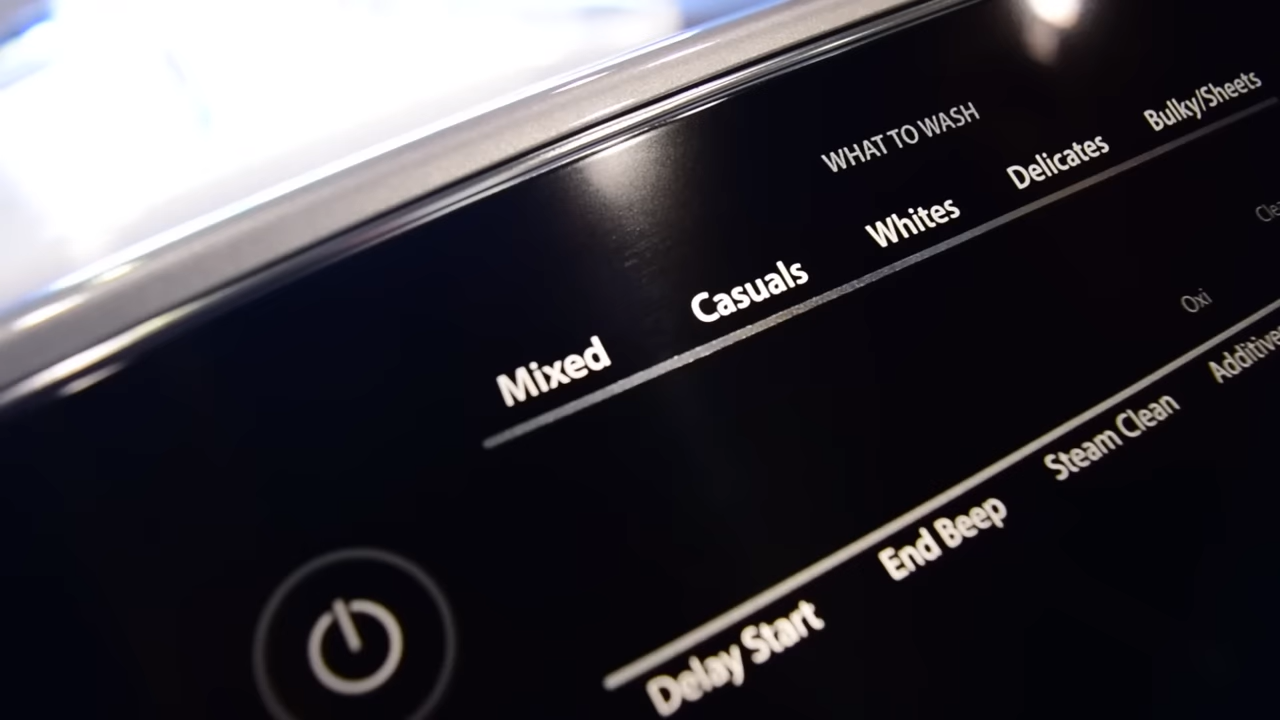 WHAT TO WASH
Mixed Casuals Whites Delicates Bulky/Sheets
Oxi
Delay Start End Beep Steam Clean